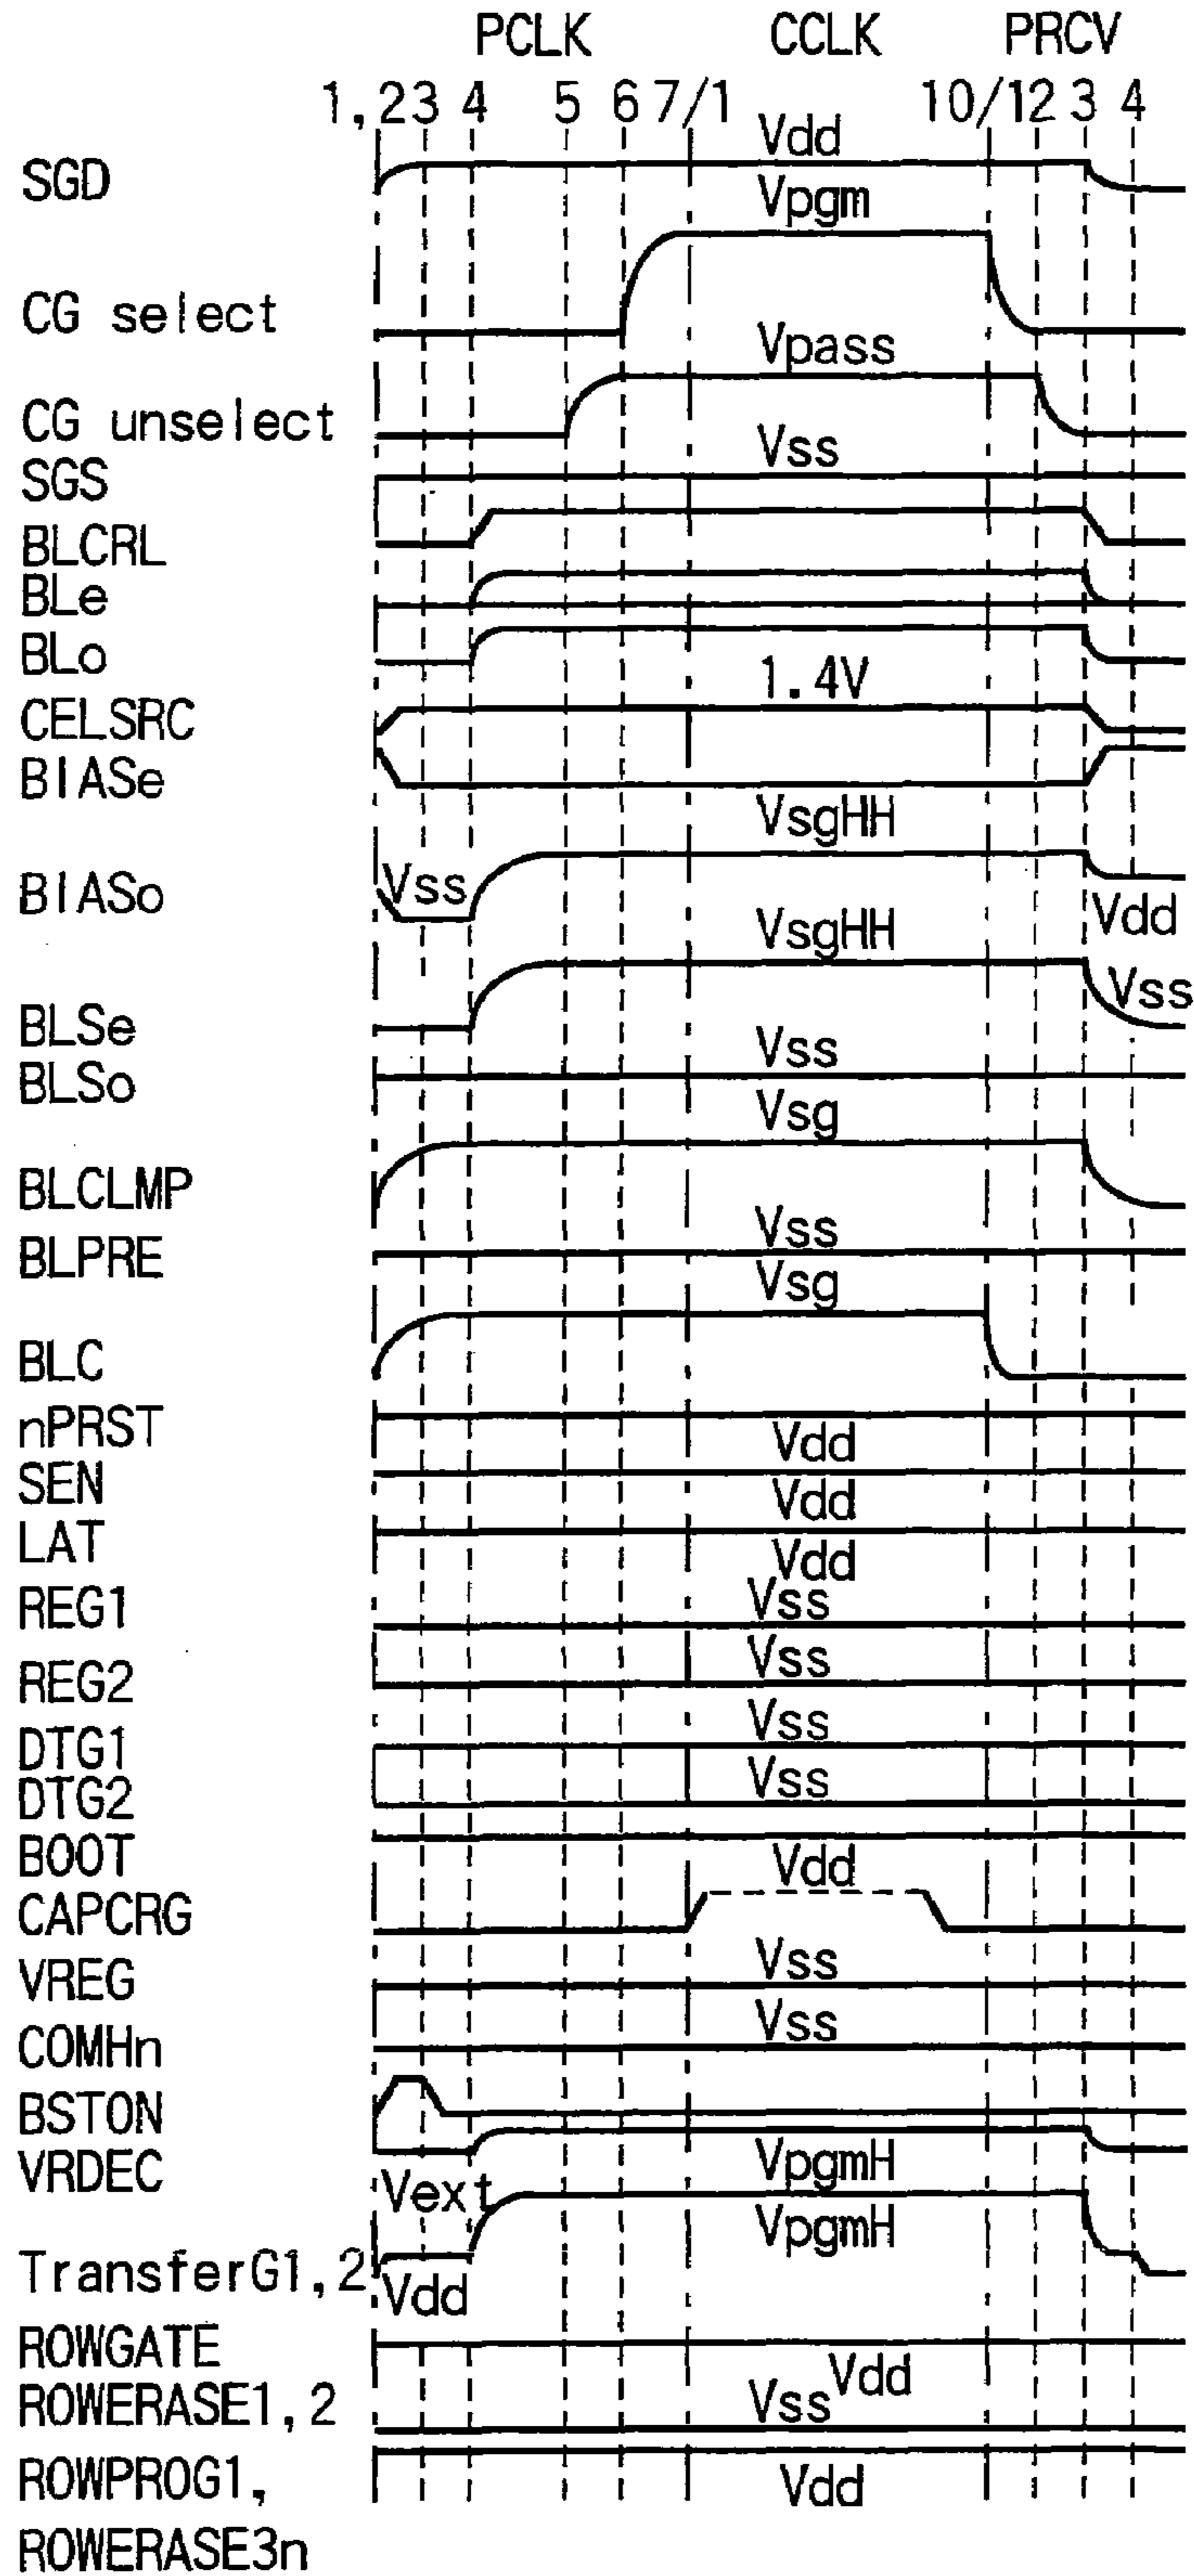 PCLK CCLK PRCV
1,2 3 4 5 6 7/1 10/1 2 3 4
Vdd
SGD
Vpgm
CG select
Vpass
CG unselect
Vss
SGS
BLCRL
BLe
BLo
1.4V
CELSRC
BIASe
VsgHH
Vss
BIASo
Vdd
VsgHH
Vss
BLSe
Vss
BLSo
Vsg
BLCLMP
Vss
BLPRE
Vsg
BLC
nPRST
Vdd
SEN
Vdd
LAT
Vdd
REG1
Vss
REG2
Vss
DTG1
Vss
DTG2
Vss
BOOT
Vdd
CAPCRG
VREG
Vss
COMHn
Vss
BSTON
VRDEC
VpgmH
Vext
VpgmH
TransferG1,2
Vdd
ROWGATE
Vdd
ROWERASE1,2
Vss
ROWPROG1,
Vdd
ROWERASE3n